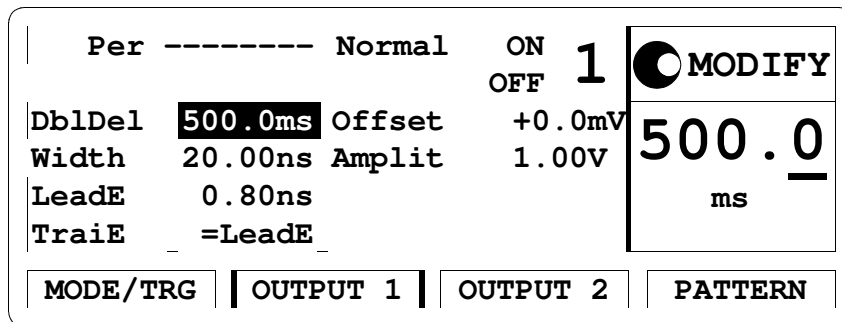 Per -------- Normal ON 1 MODIFY
OFF
DblDel 500.0ms Offset +0.0mV 500.0
Width 20.00ns Amplit 1.00V
LeadE 0.80ns ms
TraiE =LeadE
MODE/TRG OUTPUT 1 OUTPUT 2 PATTERN